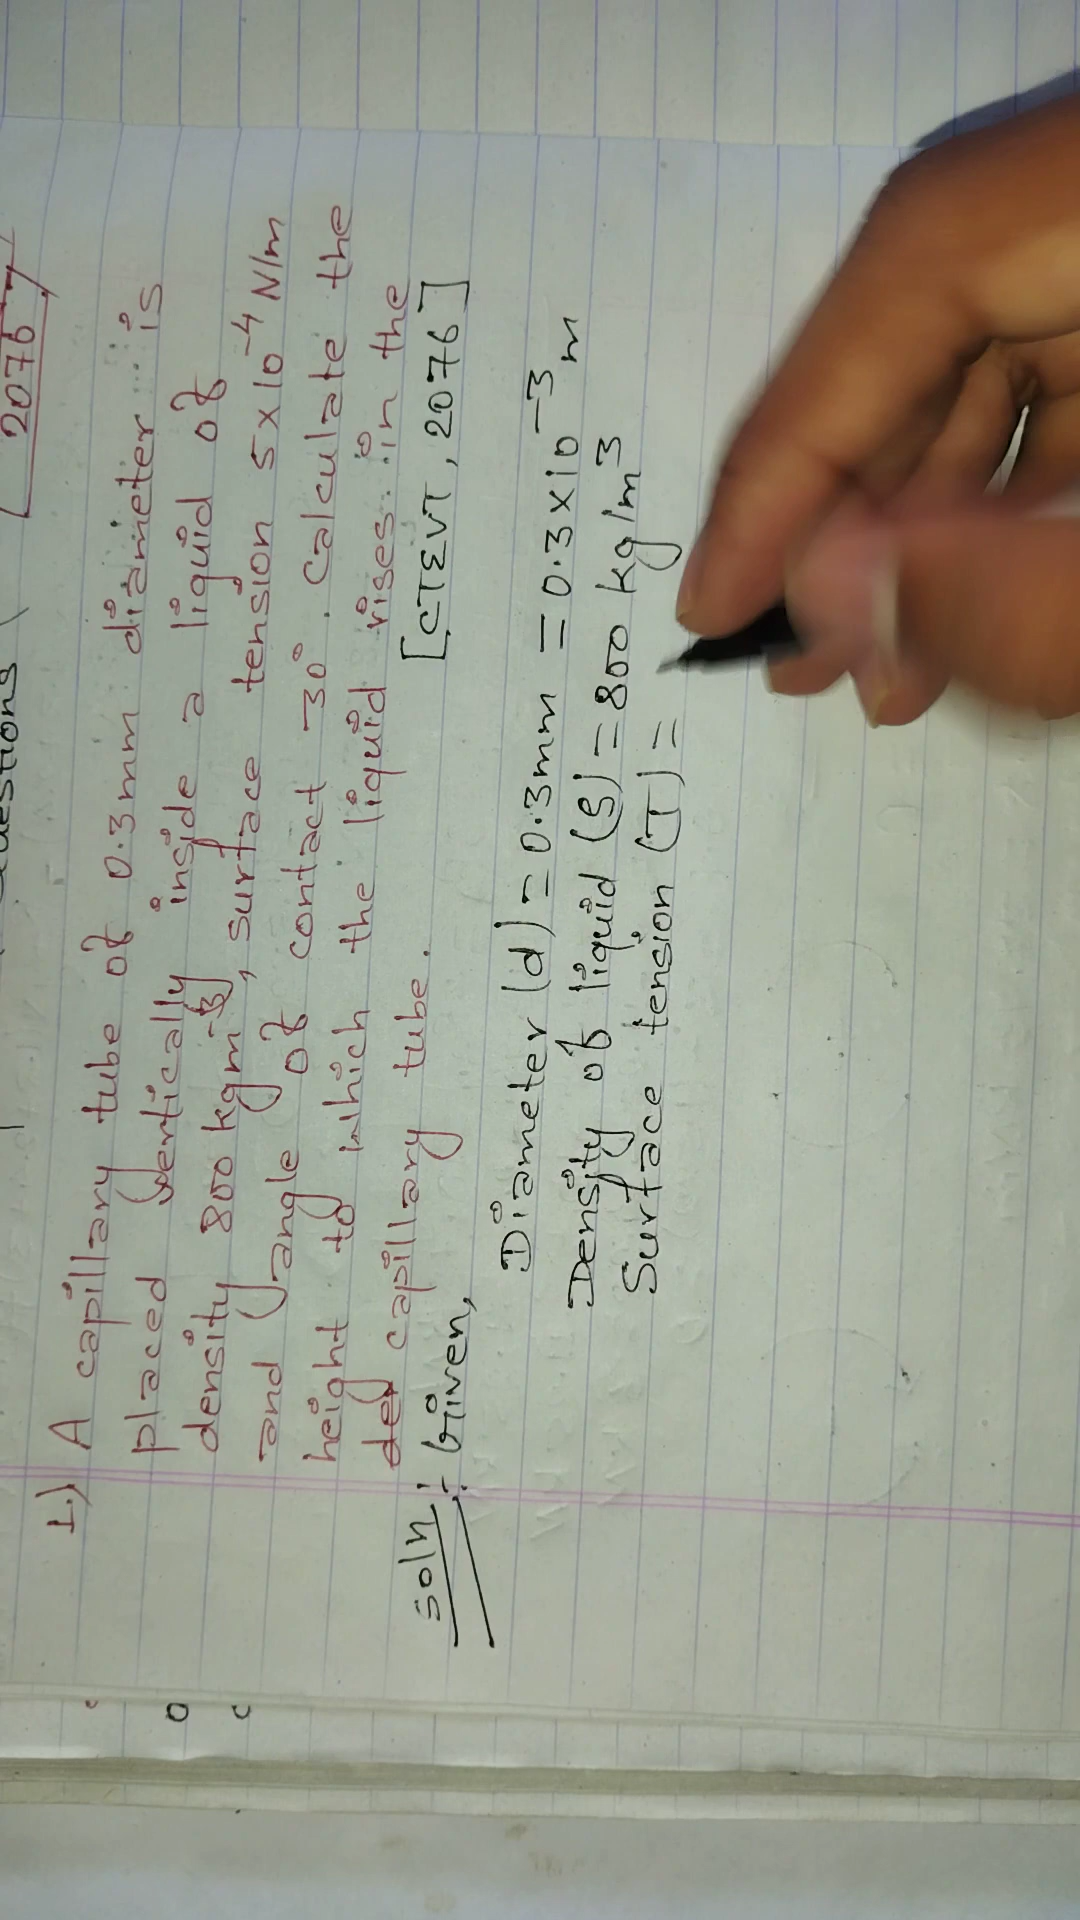 uestions
[2076]
1.) A capillary tube of 0.3mm diameter is
placed vertically inside a liquid of
density 800 kgm⁻³, surface tension 5×10⁻⁴ N/m
and angle of contact 30°. Calculate the
height to which the liquid rises in the
def capillary tube. [CTEVT, 2076]
Soln:- Given,
Diameter (d) = 0.3mm = 0.3×10⁻³ m
Density of liquid (ρ) = 800 kg/m³
Surface tension (T) =